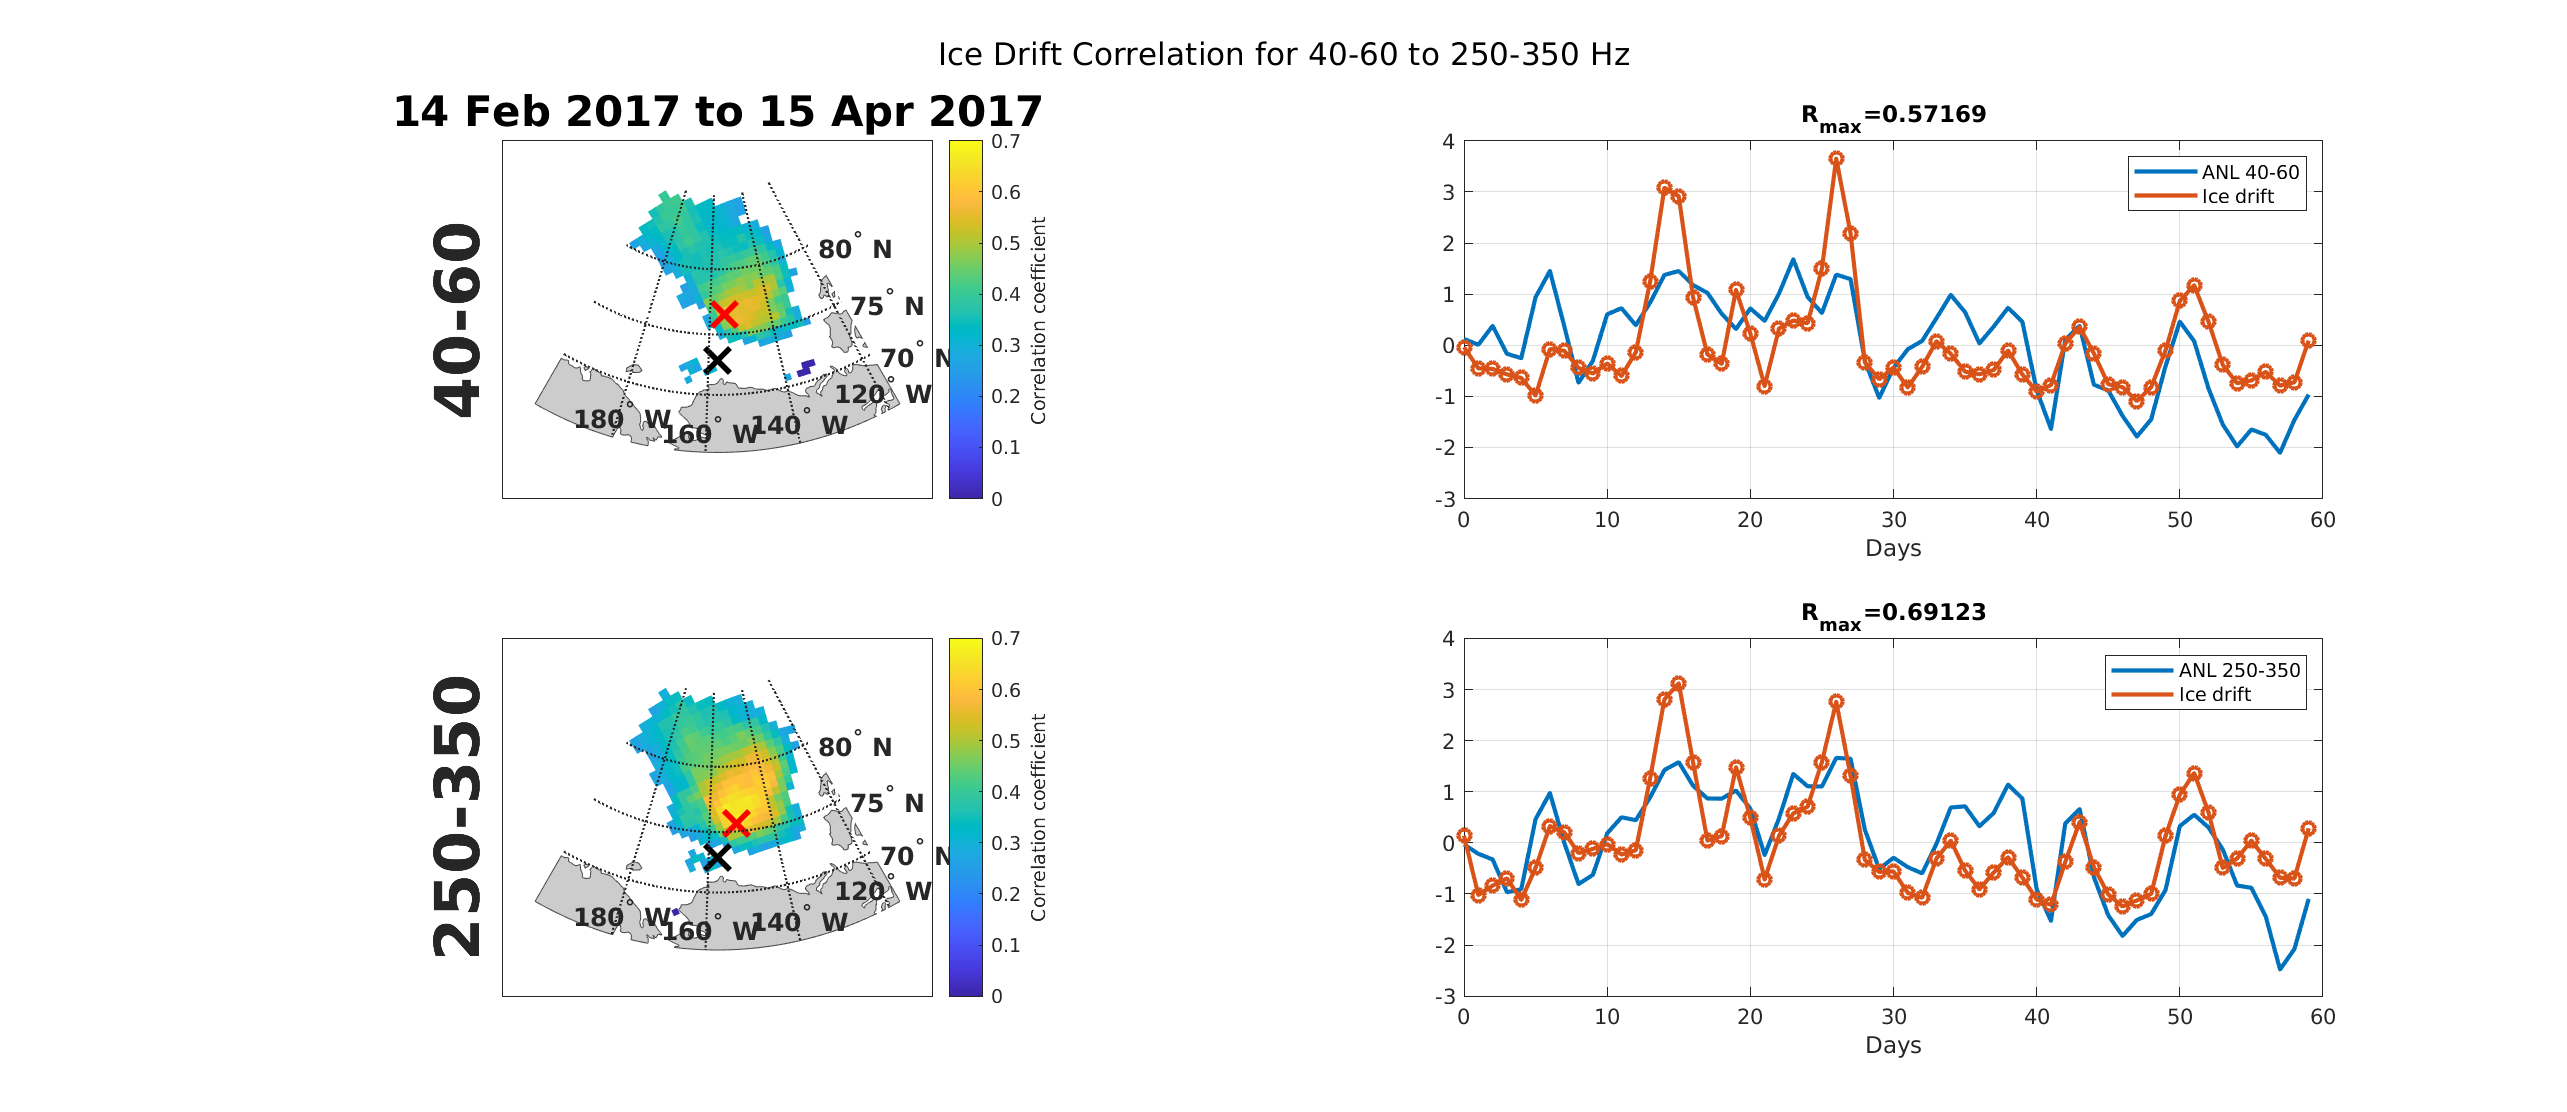 Ice Drift Correlation for 40-60 to 250-350 Hz
14 Feb 2017 to 15 Apr 2017
40-60
80° N
75° N
70° N
120° W
180° W
160° W
140° W
0.7
0.6
0.5
0.4
0.3
0.2
0.1
0
Correlation coefficient
Rmax=0.57169
4
3
2
1
0
-1
-2
-3
0 10 20 30 40 50 60
Days
ANL 40-60
Ice drift
250-350
80° N
75° N
70° N
120° W
180° W
160° W
140° W
0.7
0.6
0.5
0.4
0.3
0.2
0.1
0
Correlation coefficient
Rmax=0.69123
4
3
2
1
0
-1
-2
-3
0 10 20 30 40 50 60
Days
ANL 250-350
Ice drift